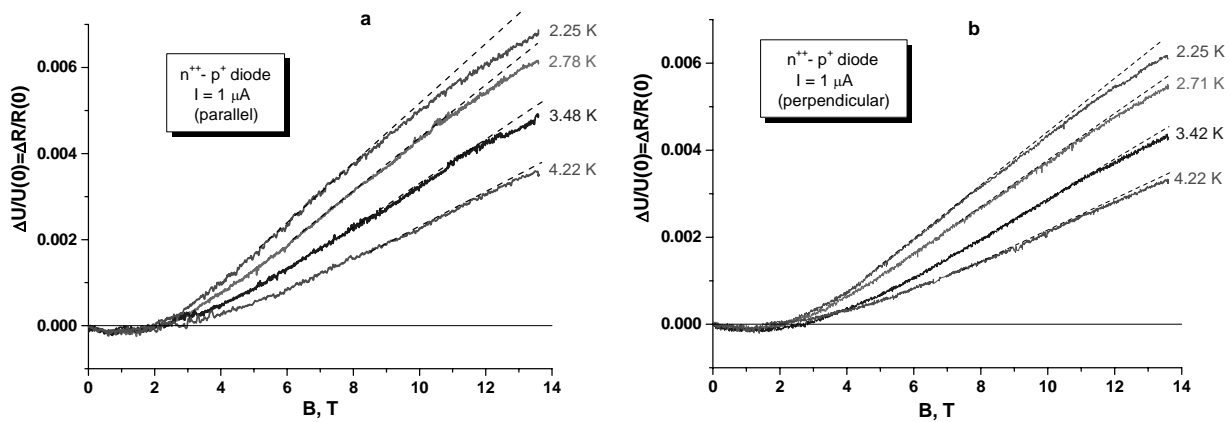 a
n++- p+ diode
I = 1 μA
(parallel)
2.25 K
2.78 K
3.48 K
4.22 K
0.006
0.004
0.002
0.000
ΔU/U(0)=ΔR/R(0)
0 2 4 6 8 10 12 14
B, T
b
n++- p+ diode
I = 1 μA
(perpendicular)
2.25 K
2.71 K
3.42 K
4.22 K
0.006
0.004
0.002
0.000
ΔU/U(0)=ΔR/R(0)
0 2 4 6 8 10 12 14
B, T